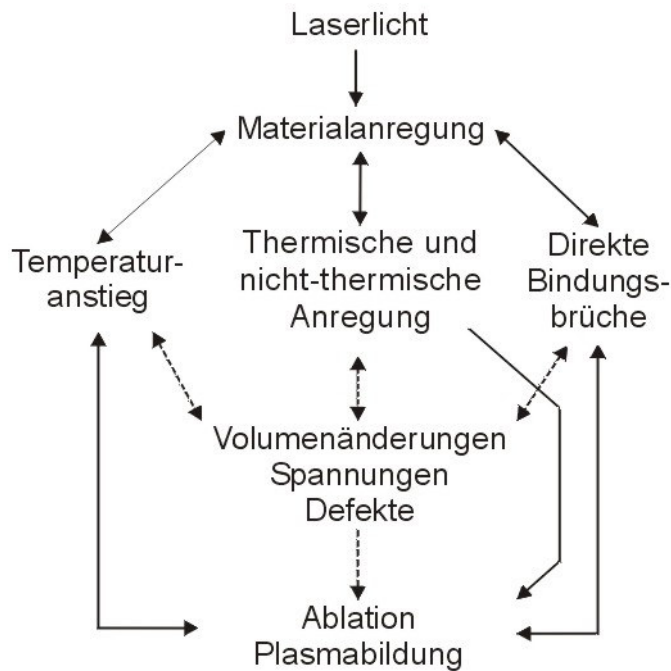 Laserlicht
Materialanregung
Temperatur-
anstieg
Thermische und
nicht-thermische
Anregung
Direkte
Bindungs-
brüche
Volumenänderungen
Spannungen
Defekte
Ablation
Plasmabildung